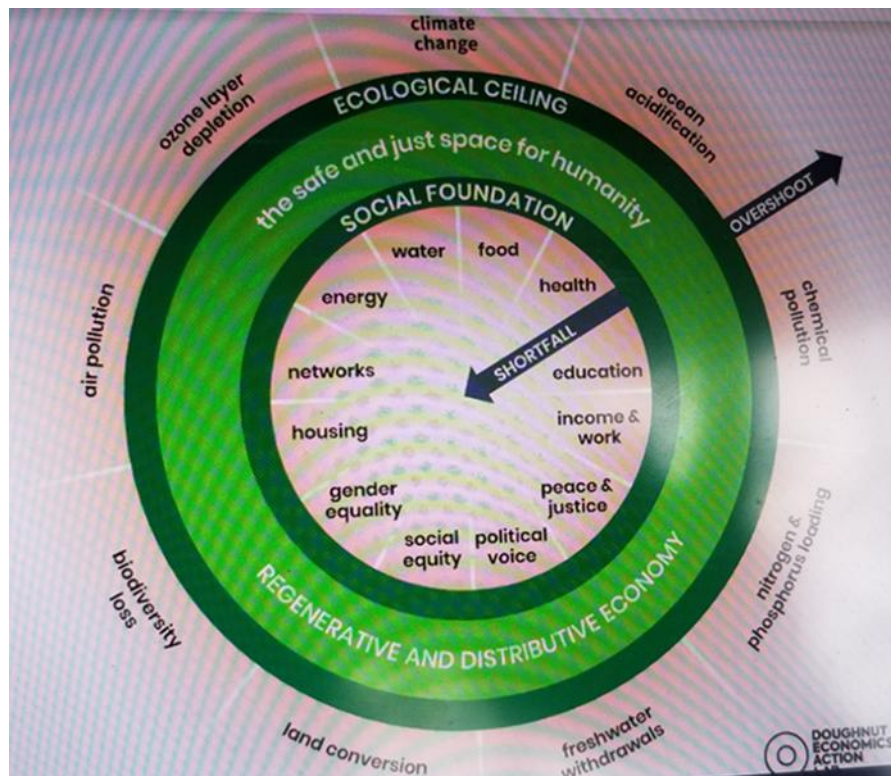 climate
change
ozone layer
depletion
ocean
acidification
ECOLOGICAL CEILING
the safe and just space for humanity
SOCIAL FOUNDATION
OVERSHOOT
water
food
energy
health
SHORTFALL
networks
education
housing
income &
work
gender
equality
peace &
justice
social
equity
political
voice
REGENERATIVE AND DISTRIBUTIVE ECONOMY
air pollution
chemical
pollution
biodiversity
loss
nitrogen &
phosphorus loading
land conversion
freshwater
withdrawals
DOUGHNUT
ECONOMICS
ACTION